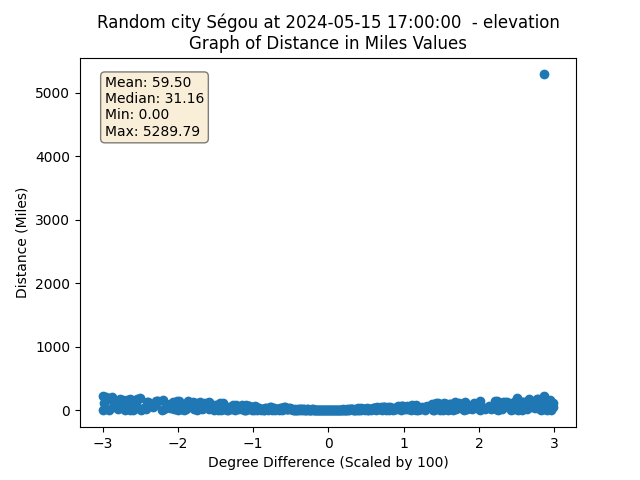 Random city Ségou at 2024-05-15 17:00:00  - elevation
Graph of Distance in Miles Values
Mean: 59.50
Median: 31.16
Min: 0.00
Max: 5289.79
5000
4000
3000
2000
1000
0
Distance (Miles)
−3
−2
−1
0
1
2
3
Degree Difference (Scaled by 100)